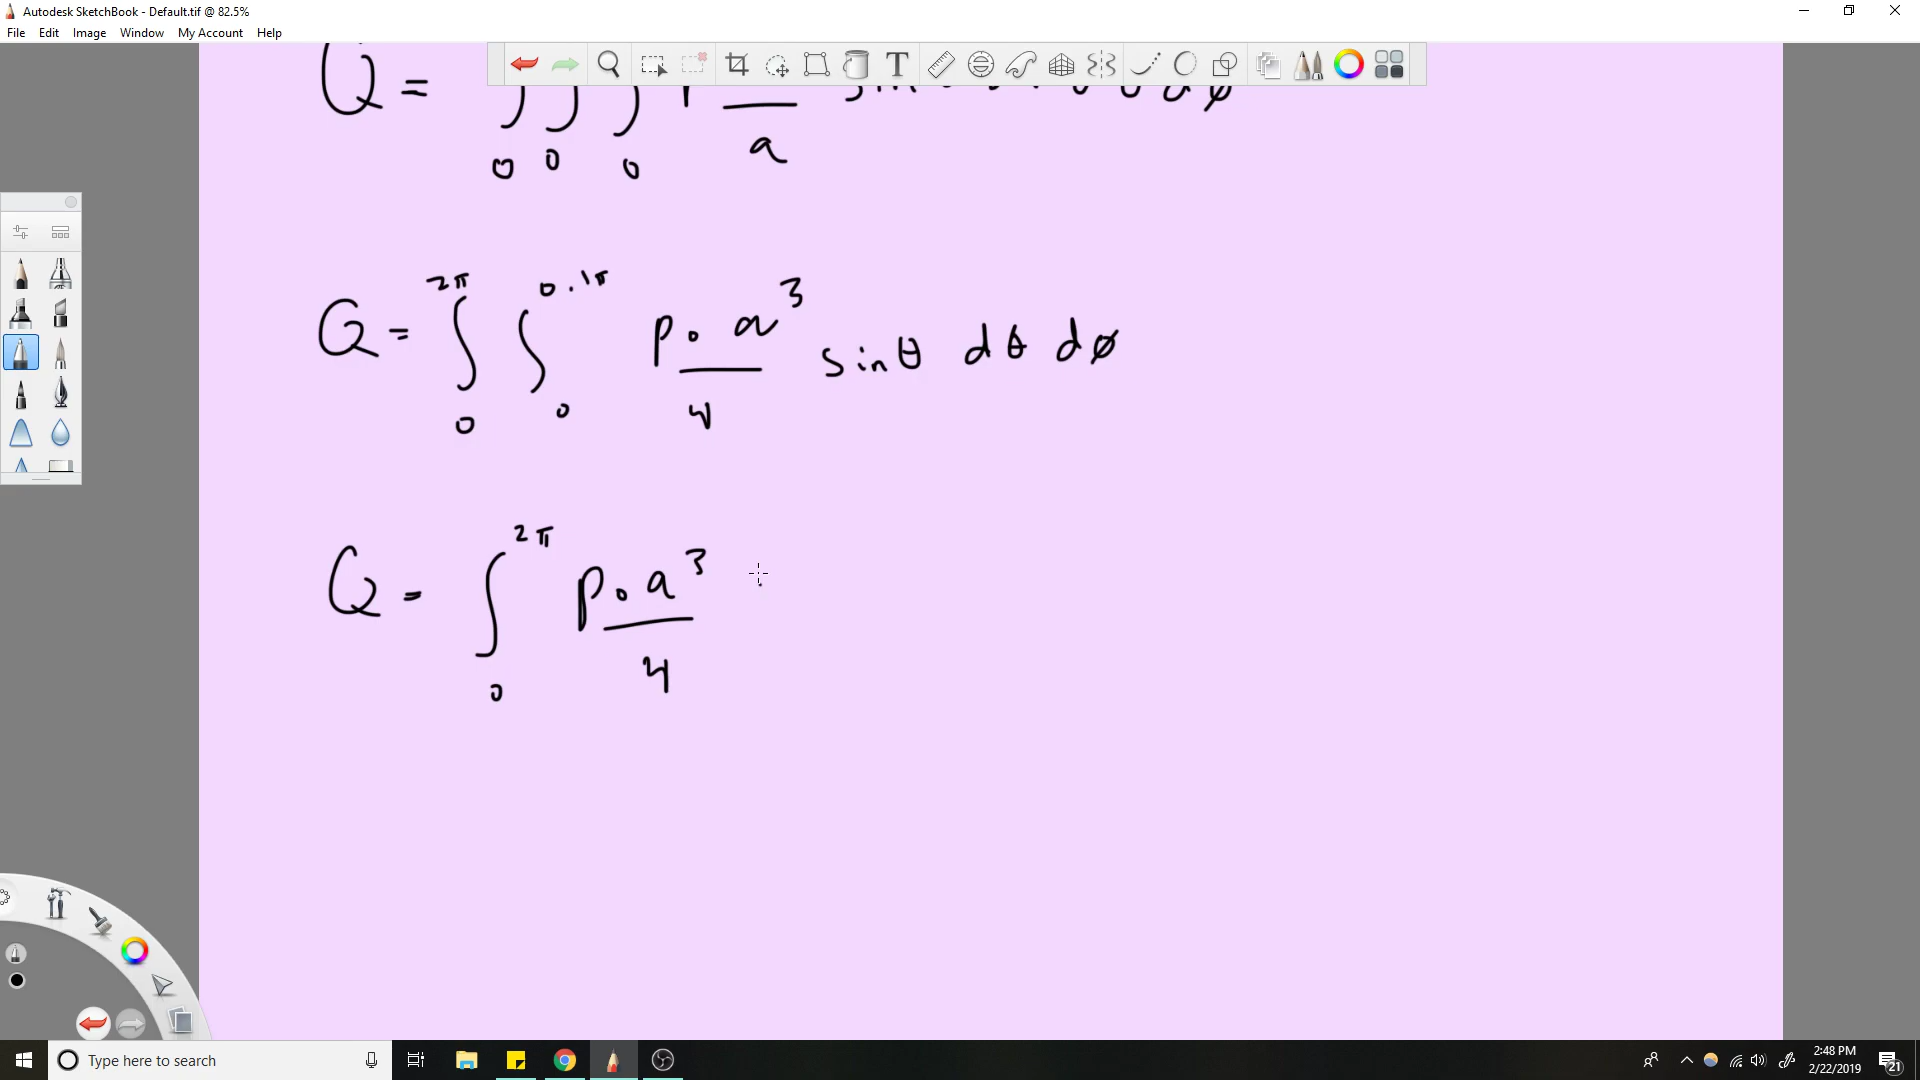 Autodesk SketchBook - Default.tif @ 82.5%
File Edit Image Window My Account Help
T
Q =
0 0 0 a
Q = ∫₀^2π ∫₀^0.1π ρ₀ a³ / 4 sinθ dθ dø
Q = ∫₀^2π ρ₀ a³ / 4
Type here to search
2:48 PM
2/22/2019
21